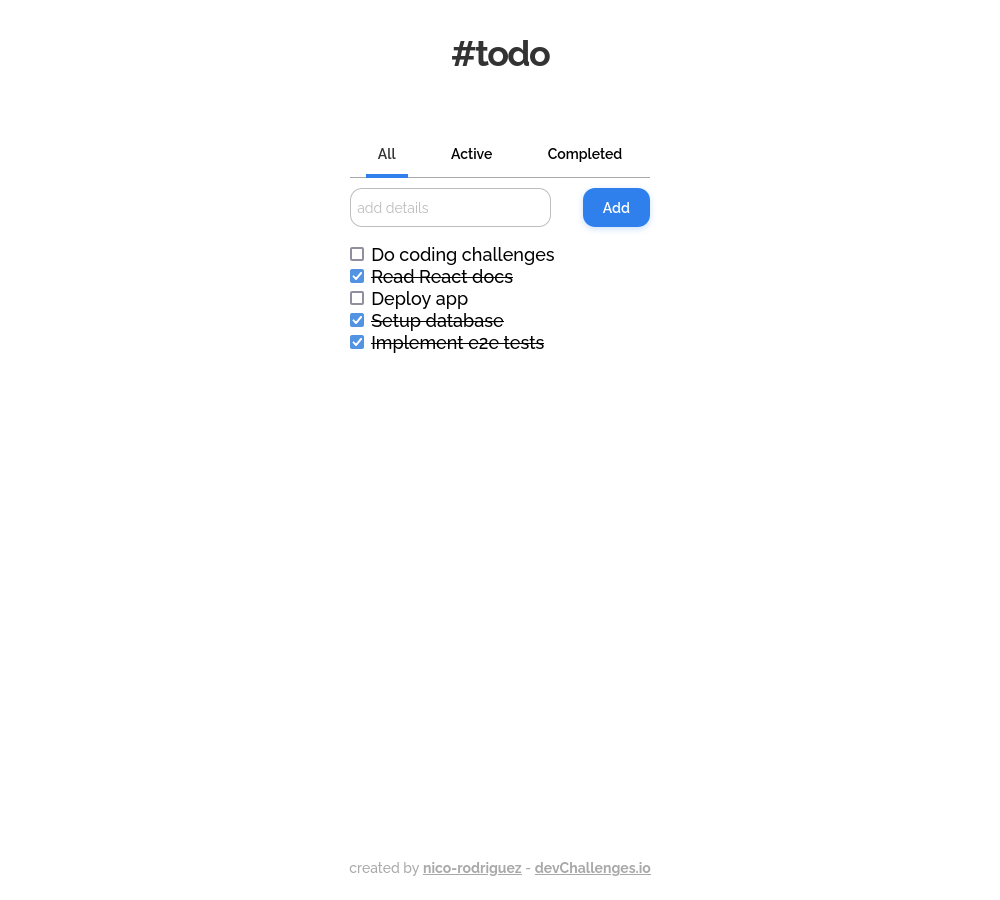 #todo
All Active Completed
add details Add
Do coding challenges
Read React docs
Deploy app
Setup database
Implement e2e tests
created by nico-rodriguez - devChallenges.io